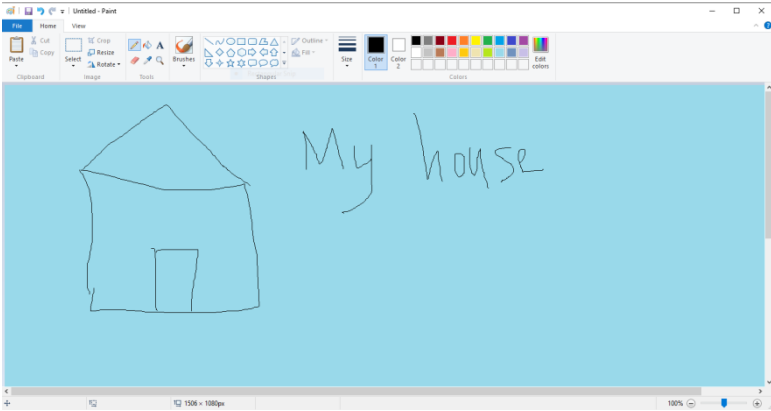 Untitled - Paint
File Home View
Paste Cut Copy Select Crop Resize Rotate Brushes Outline Fill Size Color 1 Color 2 Edit colors
Clipboard Image Tools Shapes Colors
My house
1506 × 1080px 100%